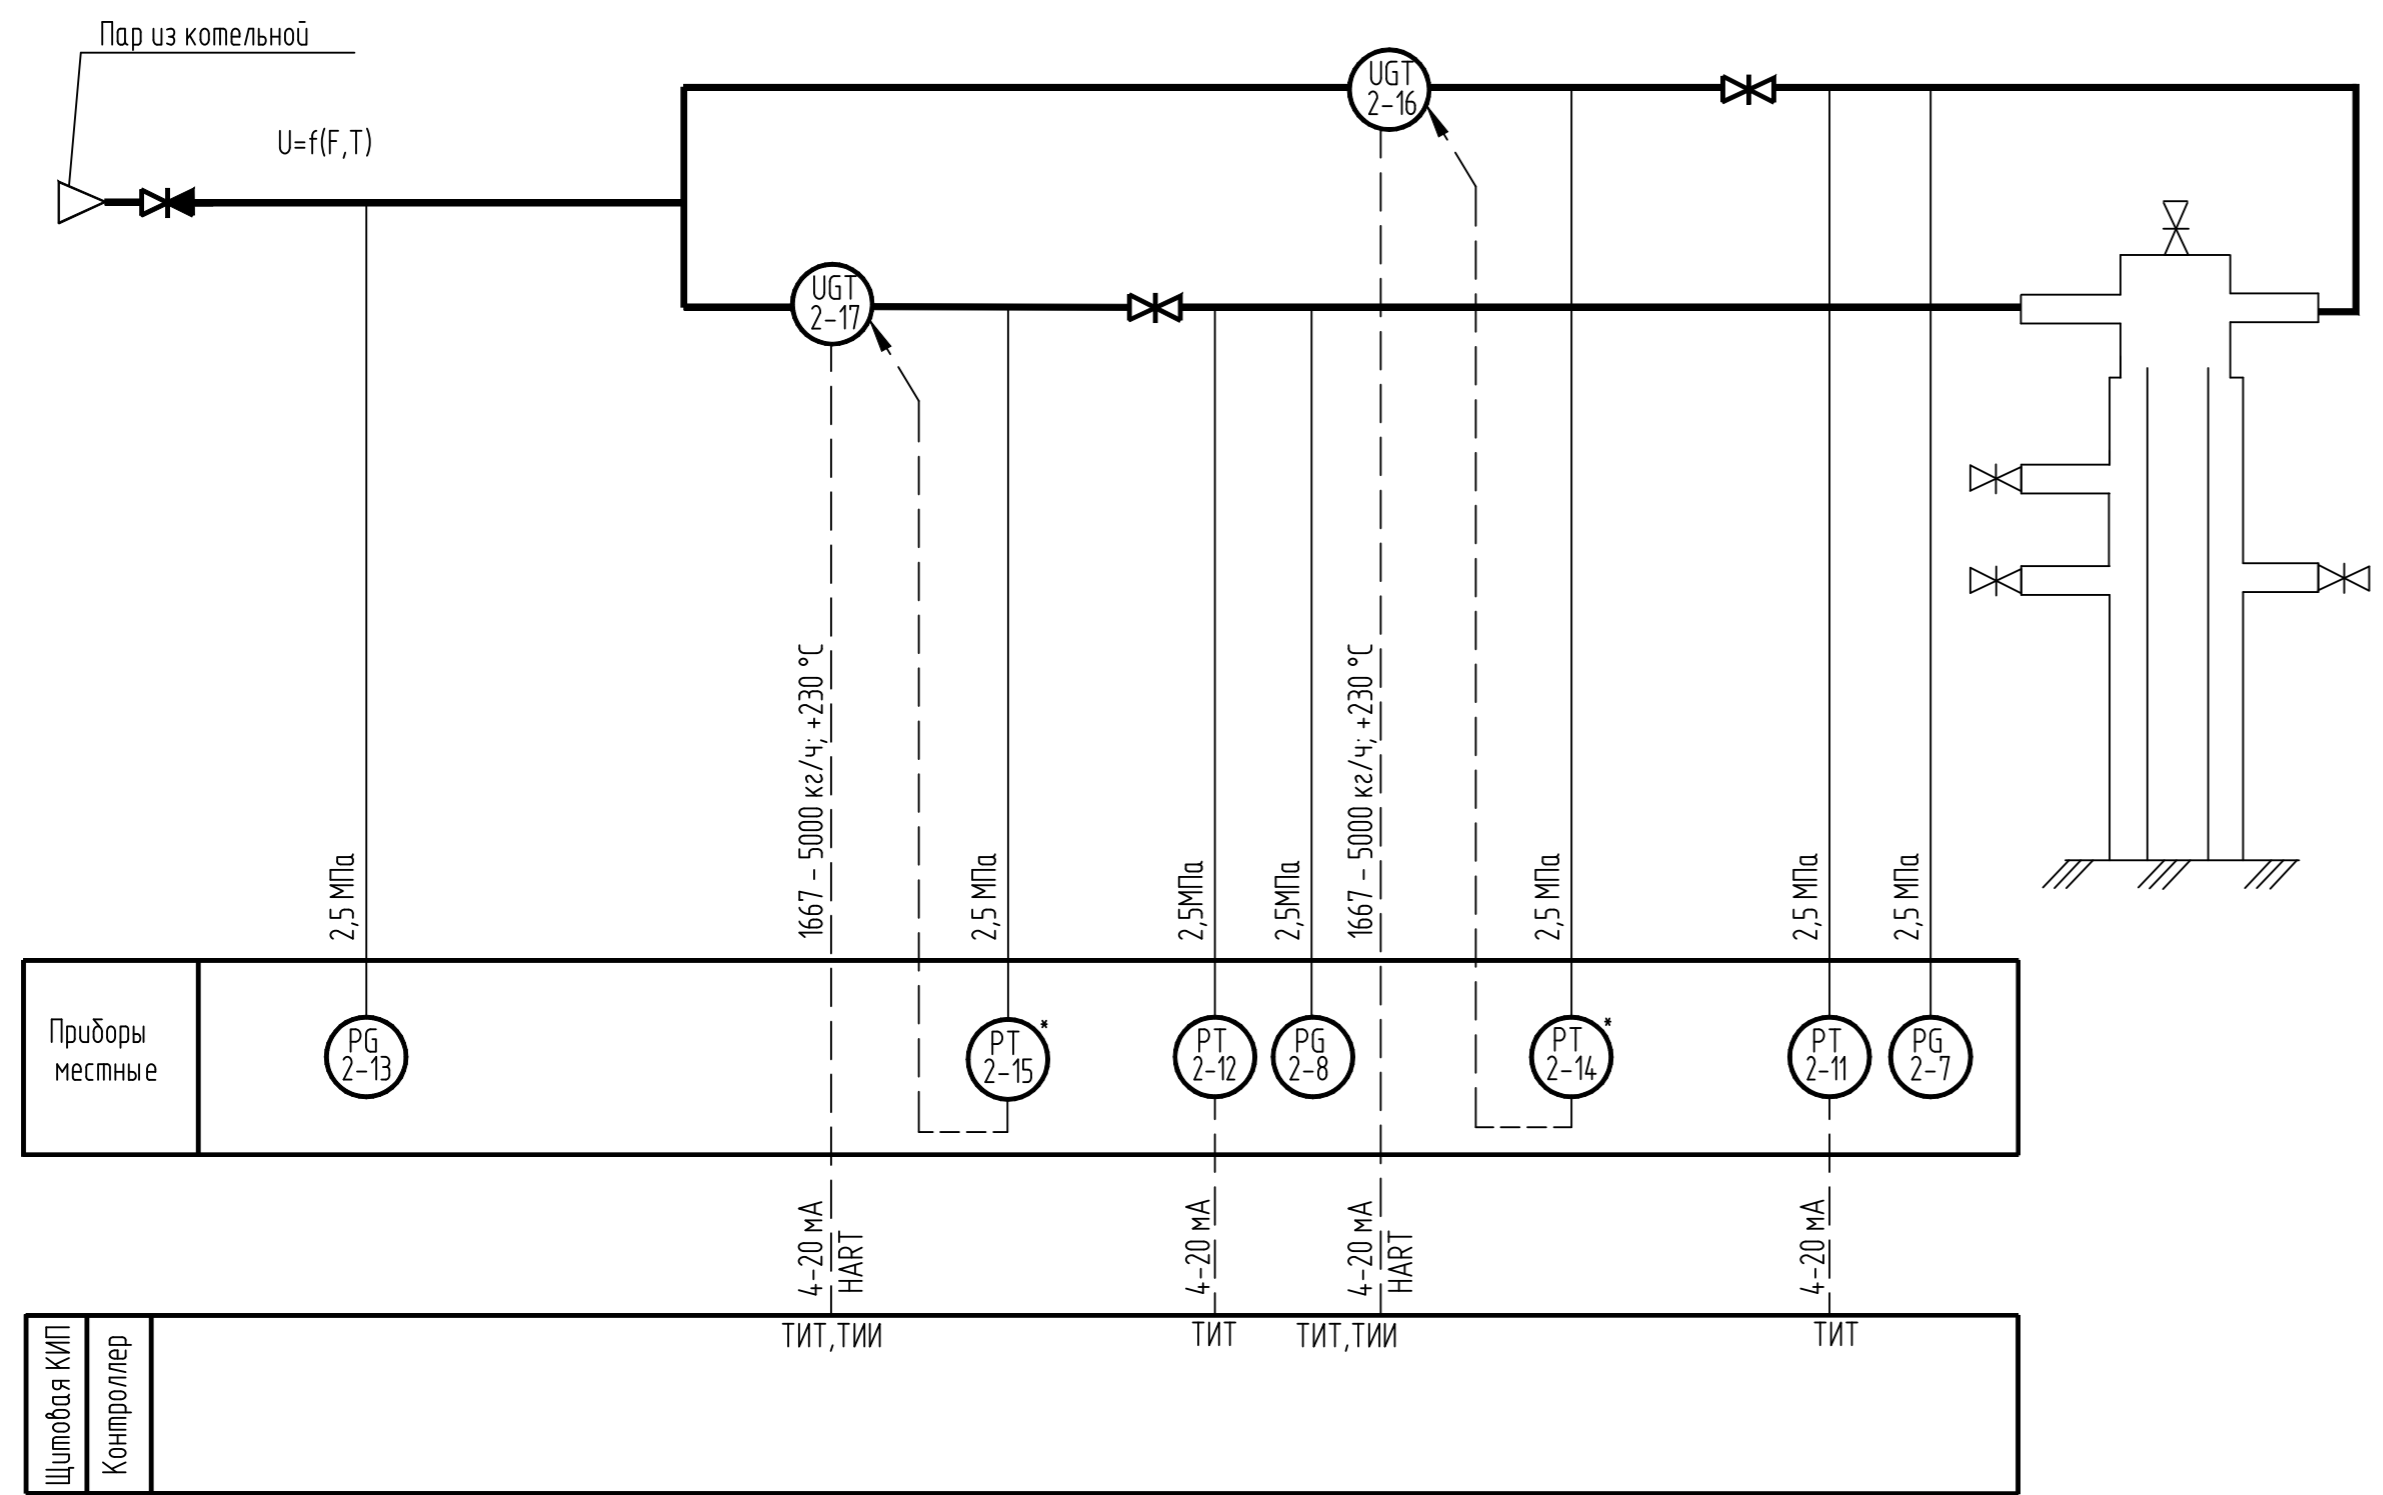 Пар из котельной
U=f(F,T)
UGT
2-16
UGT
2-17
2,5 МПа
1667 - 5000 кг/ч; +230 °С
2,5 МПа
2,5МПа
2,5МПа
1667 - 5000 кг/ч; +230 °С
2,5 МПа
2,5 МПа
2,5 МПа
Приборы
местные
PG
2-13
PT *
2-15
PT
2-12
PG
2-8
PT *
2-14
PT
2-11
PG
2-7
4-20 мА
HART
4-20 мА
4-20 мА
HART
4-20 мА
Щитовая КИП
Контроллер
ТИТ,ТИИ
ТИТ
ТИТ,ТИИ
ТИТ